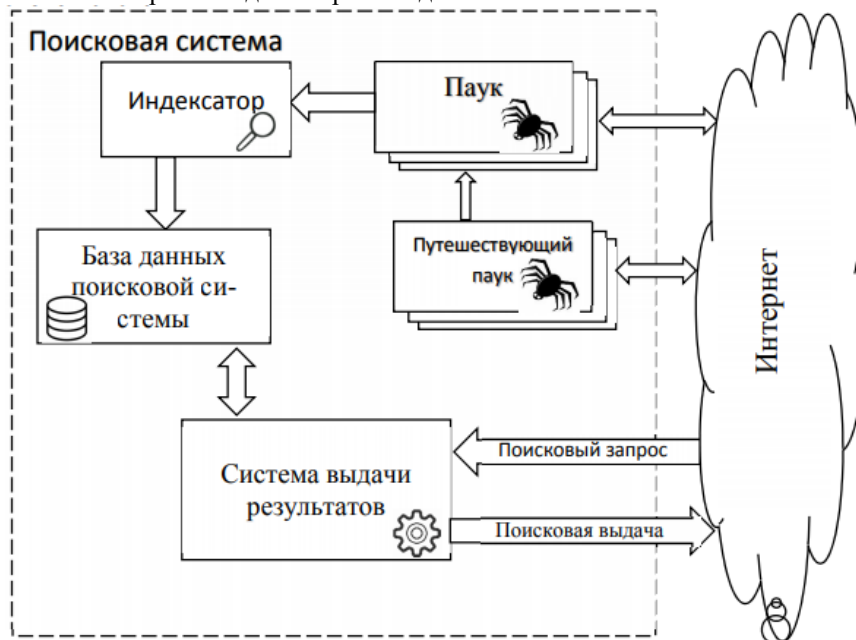 Поисковая система
Индексатор
Паук
База данных
поисковой си-
стемы
Путешествующий
паук
Интернет
Система выдачи
результатов
Поисковый запрос
Поисковая выдача